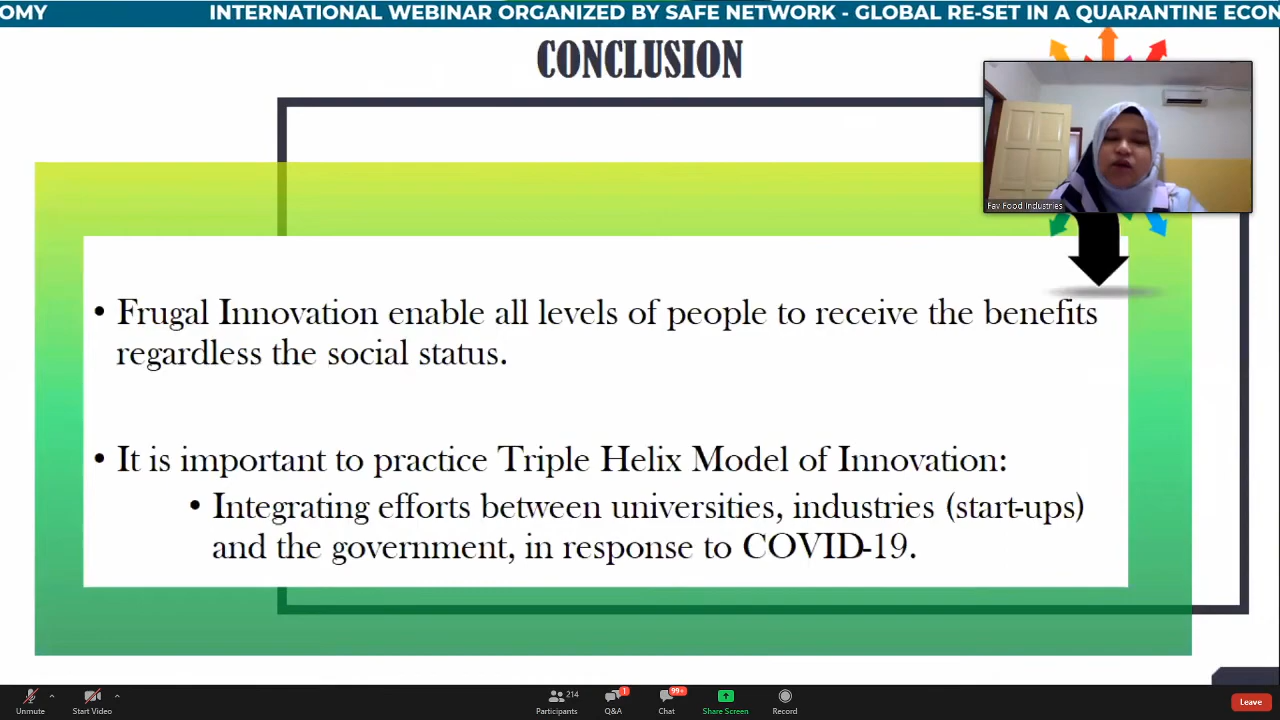 OMY INTERNATIONAL WEBINAR ORGANIZED BY SAFE NETWORK - GLOBAL RE-SET IN A QUARANTINE ECON
CONCLUSION
Fav Food Industries
• Frugal Innovation enable all levels of people to receive the benefits
regardless the social status.
• It is important to practice Triple Helix Model of Innovation:
• Integrating efforts between universities, industries (start-ups)
and the government, in response to COVID-19.
Unmute
Start Video
214
Participants
1
Q&A
99+
Chat
Share Screen
Record
Leave